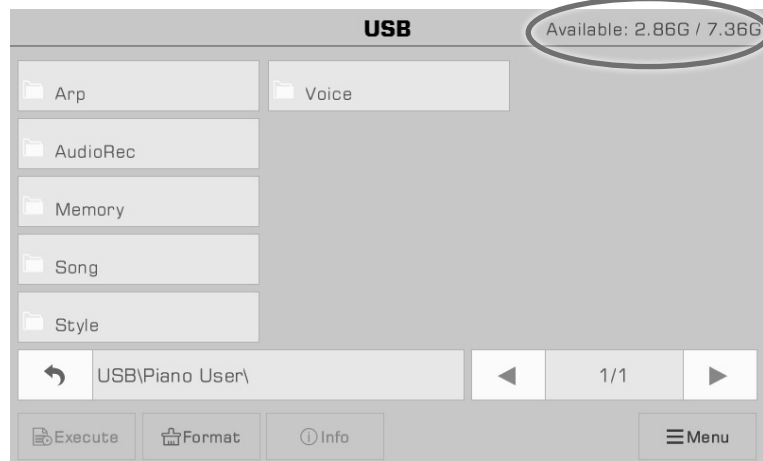 USB
Available: 2.86G / 7.36G
Arp
Voice
AudioRec
Memory
Song
Style
USB\Piano User\
1/1
Execute
Format
Info
Menu